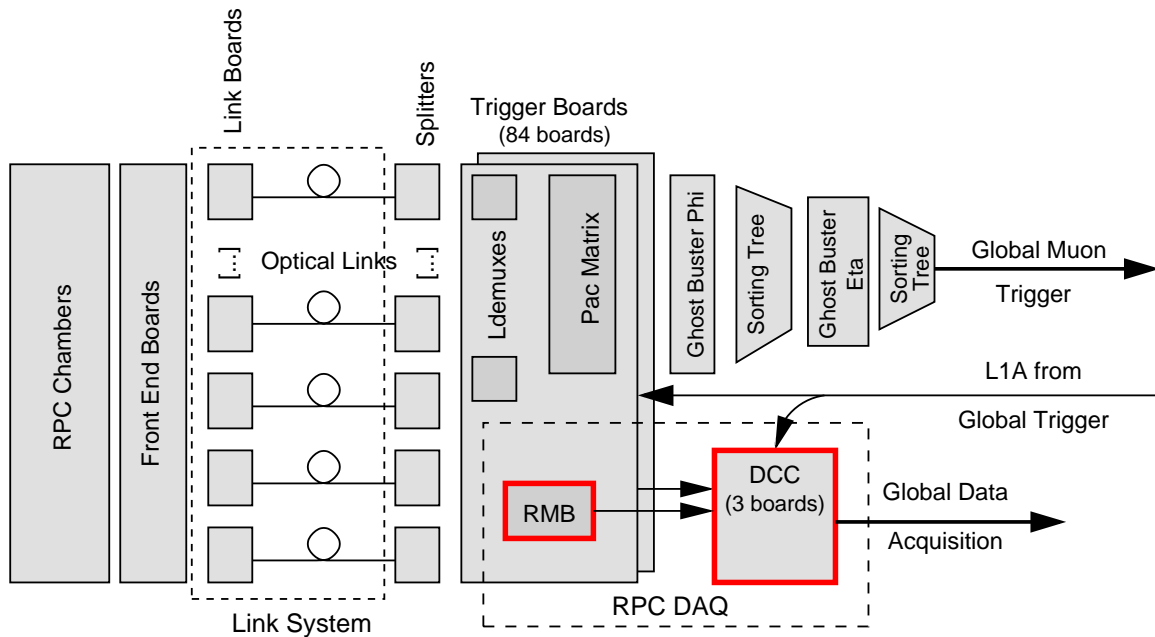 Link Boards
Splitters
Trigger Boards
(84 boards)
RPC Chambers
Front End Boards
[...]
Optical Links
[...]
Ldemuxes
Pac Matrix
Ghost Buster Phi
Sorting Tree
Ghost Buster
Eta
Sorting
Tree
Global Muon
Trigger
L1A from
Global Trigger
RMB
DCC
(3 boards)
Global Data
Acquisition
RPC DAQ
Link System